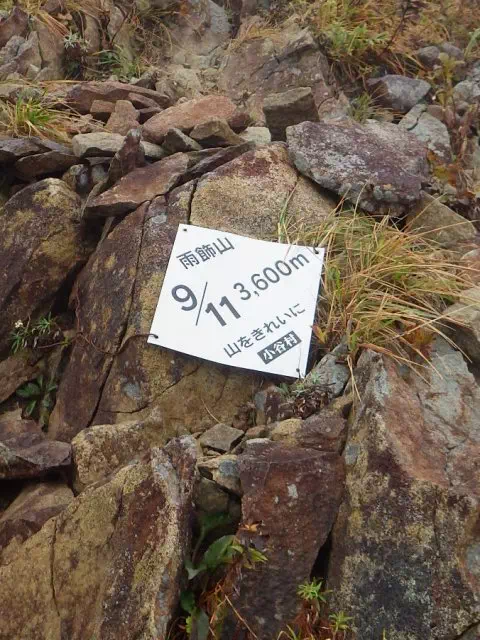 雨飾山
9/11 3,600m
山をきれいに
小谷村